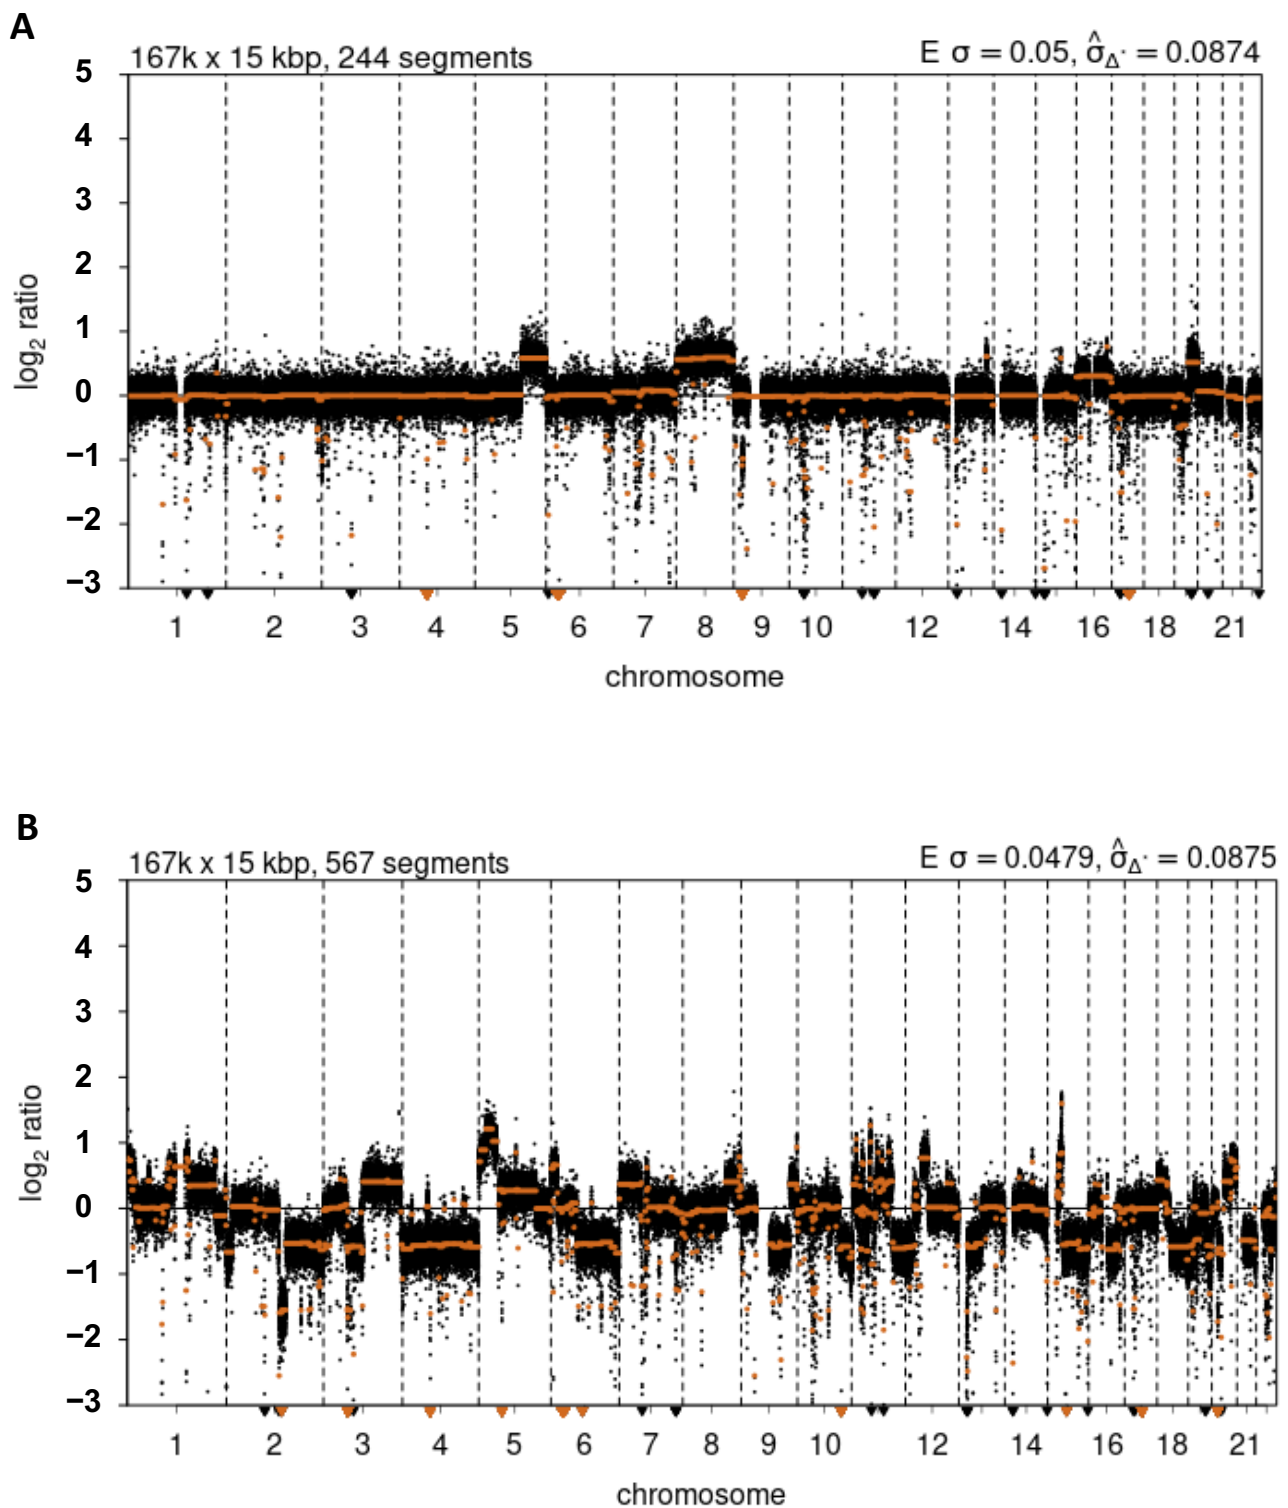 A
167k x 15 kbp, 244 segments
E σ = 0.05, σ̂Δ· = 0.0874
5
4
3
2
1
0
−1
−2
−3
log2 ratio
1 2 3 4 5 6 7 8 9 10 12 14 16 18 21
chromosome
B
167k x 15 kbp, 567 segments
E σ = 0.0479, σ̂Δ· = 0.0875
5
4
3
2
1
0
−1
−2
−3
log2 ratio
1 2 3 4 5 6 7 8 9 10 12 14 16 18 21
chromosome